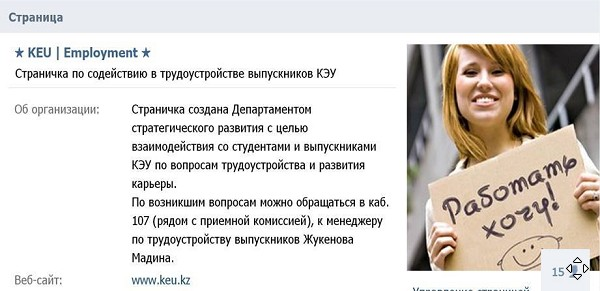 Страница
★ KEU | Employment ★
Страничка по содействию в трудоустройстве выпускников КЭУ
Об организации:
Страничка создана Департаментом
стратегического развития с целью
взаимодействия со студентами и выпускниками
КЭУ по вопросам трудоустройства и развития
карьеры.
По возникшим вопросам можно обращаться в каб.
107 (рядом с приемной комиссией), к менеджеру
по трудоустройству выпускников Жукенова
Мадина.
Веб-сайт:
www.keu.kz
Работать
хочу!
15
Управление страницей